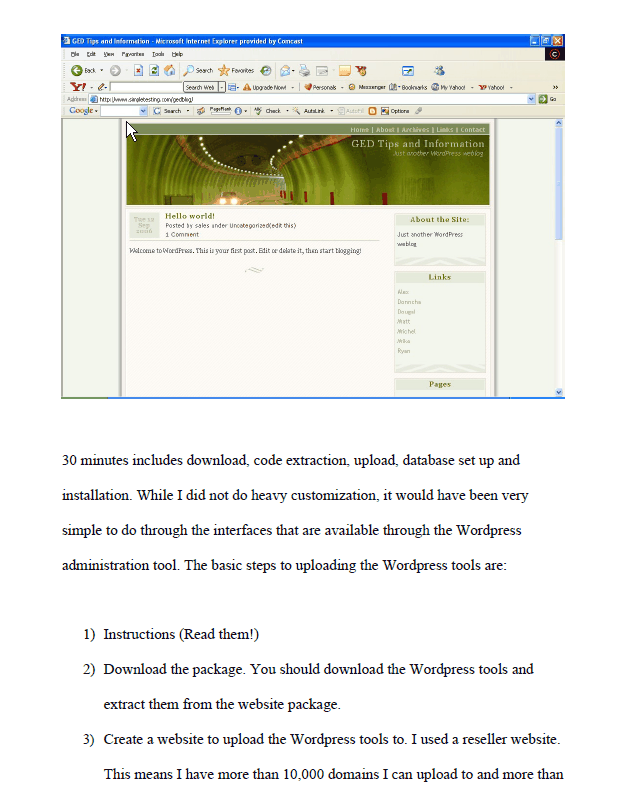 GED Tips and Information - Microsoft Internet Explorer provided by Comcast
File Edit View Favorites Tools Help
Back Search Favorites
Y! Search Web Upgrade Now! Personals Messenger Bookmarks My Yahoo! Yahoo!
Address http://www.simpletesting.com/gedblog/ Go
Google Search PageRank Check AutoLink AutoFill Options
Home | About | Archives | Links | Contact
GED Tips and Information
Just another WordPress weblog
Hello world!
Posted by sales under Uncategorized(edit this)
1 Comment
Welcome to WordPress. This is your first post. Edit or delete it, then start blogging!
About the Site:
Just another WordPress
weblog
Links
Alex
Donncha
Dougal
Matt
Michel
Mike
Ryan
Pages
30 minutes includes download, code extraction, upload, database set up and
installation. While I did not do heavy customization, it would have been very
simple to do through the interfaces that are available through the Wordpress
administration tool. The basic steps to uploading the Wordpress tools are:
1) Instructions (Read them!)
2) Download the package. You should download the Wordpress tools and
extract them from the website package.
3) Create a website to upload the Wordpress tools to. I used a reseller website.
This means I have more than 10,000 domains I can upload to and more than